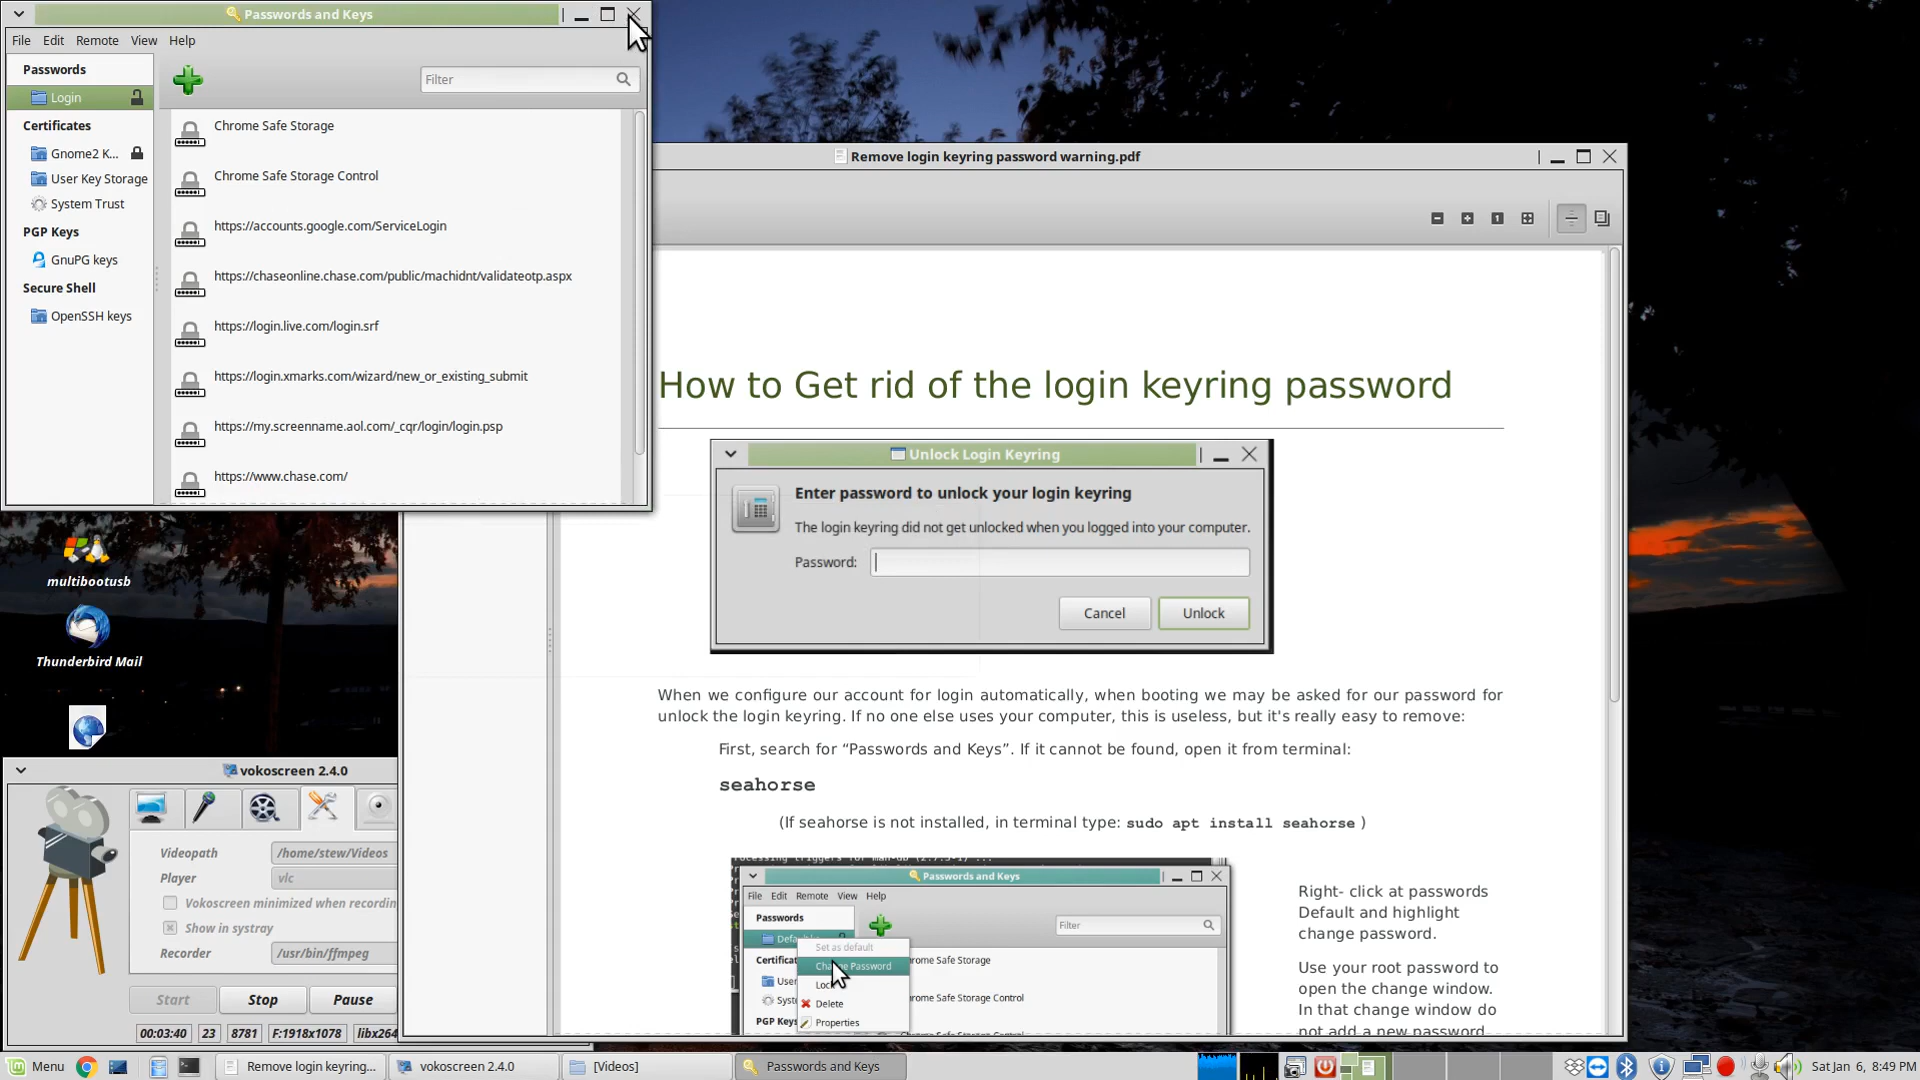 Passwords and Keys
File Edit Remote View Help
Passwords
Login
Certificates
Gnome2 K...
User Key Storage
System Trust
PGP Keys
GnuPG keys
Secure Shell
OpenSSH keys
Filter
Chrome Safe Storage
Chrome Safe Storage Control
https://accounts.google.com/ServiceLogin
https://chaseonline.chase.com/public/machidnt/validateotp.aspx
https://login.live.com/login.srf
https://login.xmarks.com/wizard/new_or_existing_submit
https://my.screenname.aol.com/_cqr/login/login.psp
https://www.chase.com/
Remove login keyring password warning.pdf
How to Get rid of the login keyring password
Unlock Login Keyring
Enter password to unlock your login keyring
The login keyring did not get unlocked when you logged into your computer.
Password:
Cancel Unlock
When we configure our account for login automatically, when booting we may be asked for our password for
unlock the login keyring. If no one else uses your computer, this is useless, but it's really easy to remove:
First, search for “Passwords and Keys”. If it cannot be found, open it from terminal:
seahorse
(If seahorse is not installed, in terminal type: sudo apt install seahorse )
Passwords and Keys
File Edit Remote View Help
Passwords
Filter
Set as default
Change Password
Delete
Properties
PGP Keys
Chrome Safe Storage
Chrome Safe Storage Control
Right- click at passwords
Default and highlight
change password.
Use your root password to
open the change window.
In that change window do
not add a new password
multibootusb
Thunderbird Mail
vokoscreen 2.4.0
Videopath /home/stew/Videos
Player vlc
Vokoscreen minimized when recordin
Show in systray
Recorder /usr/bin/ffmpeg
Start Stop Pause
00:03:40 23 8781 F:1918x1078 libx264
Menu Remove login keyring... vokoscreen 2.4.0 [Videos] Passwords and Keys Sat Jan 6, 8:49 PM